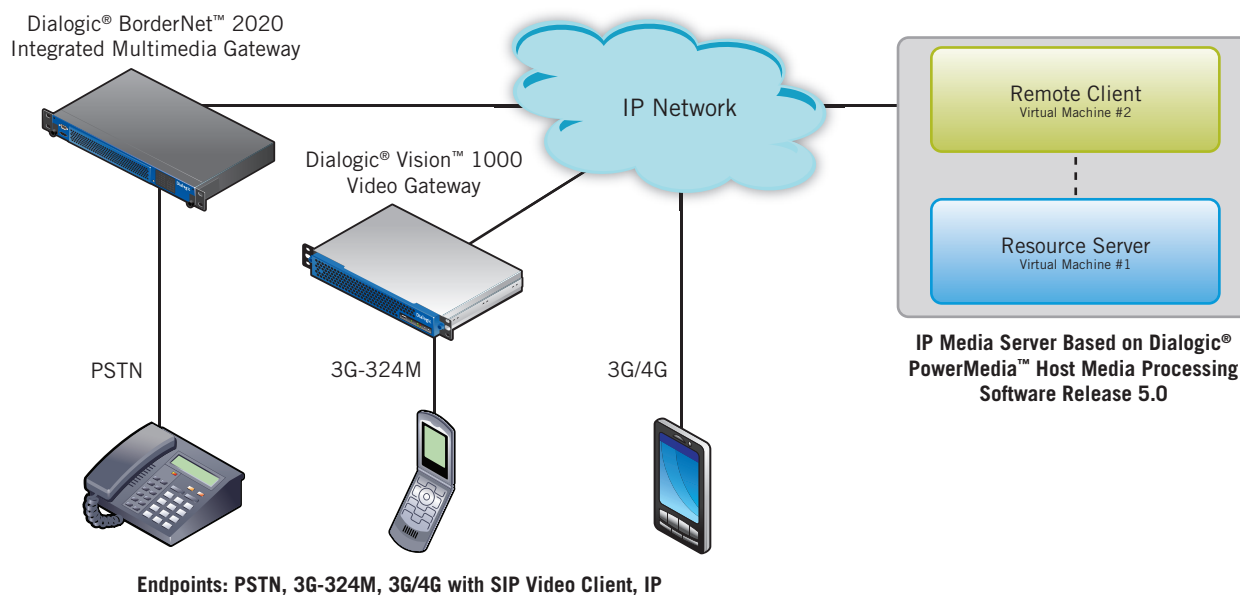 Dialogic® BorderNet™ 2020
Integrated Multimedia Gateway
IP Network
Remote Client
Virtual Machine #2
Dialogic® Vision™ 1000
Video Gateway
Resource Server
Virtual Machine #1
IP Media Server Based on Dialogic®
PowerMedia™ Host Media Processing
Software Release 5.0
PSTN
3G-324M
3G/4G
Endpoints: PSTN, 3G-324M, 3G/4G with SIP Video Client, IP